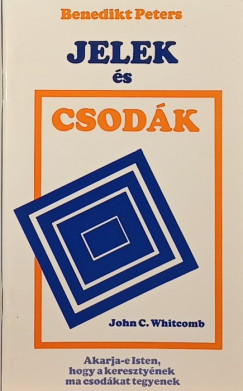 Benedikt Peters
JELEK
és
CSODÁK
John C. Whitcomb
Akarja-e Isten,
hogy a keresztyének
ma csodákat tegyenek